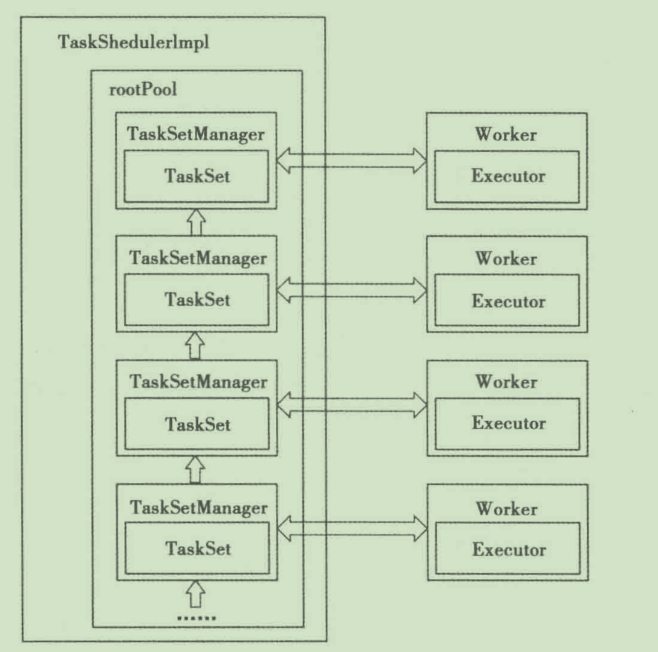 TaskShedulerImpl
rootPool
TaskSetManager
TaskSet
Worker
Executor
TaskSetManager
TaskSet
Worker
Executor
TaskSetManager
TaskSet
Worker
Executor
TaskSetManager
TaskSet
Worker
Executor
......